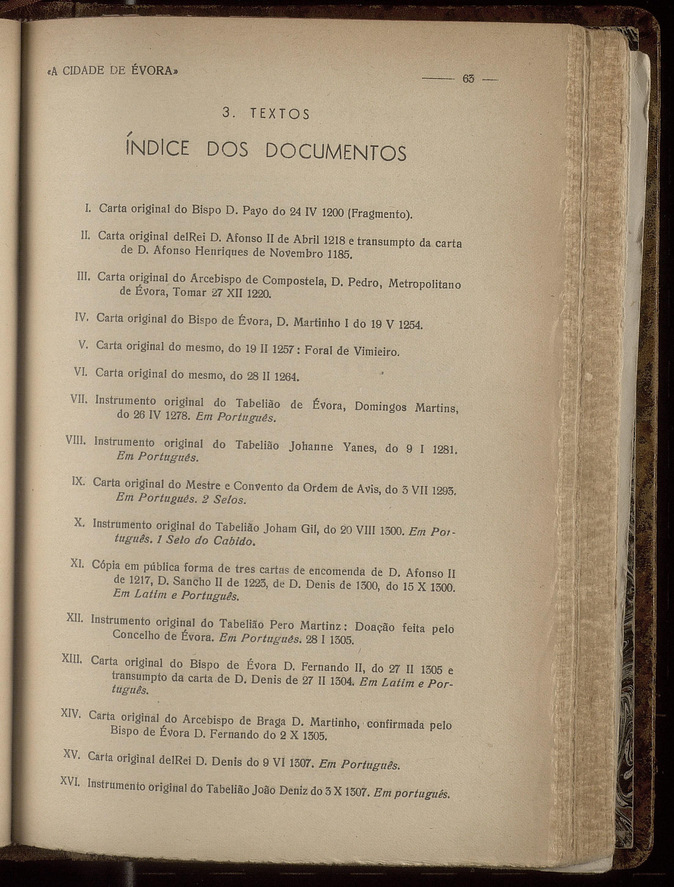 «A CIDADE DE ÉVORA»
— 63 —
3. TEXTOS
ÍNDICE DOS DOCUMENTOS
I. Carta original do Bispo D. Payo do 24 IV 1200 (Fragmento).
II. Carta original delRei D. Afonso II de Abril 1218 e transumpto da carta
de D. Afonso Henriques de Novembro 1185.
III. Carta original do Arcebispo de Compostela, D. Pedro, Metropolitano
de Évora, Tomar 27 XII 1220.
IV. Carta original do Bispo de Évora, D. Martinho I do 19 V 1254.
V. Carta original do mesmo, do 19 II 1257: Foral de Vimieiro.
VI. Carta original do mesmo, do 28 II 1264.
VII. Instrumento original do Tabelião de Évora, Domingos Martins,
do 26 IV 1278. Em Português.
VIII. Instrumento original do Tabelião Johanne Yanes, do 9 I 1281.
Em Português.
IX. Carta original do Mestre e Convento da Ordem de Avis, do 3 VII 1293.
Em Português. 2 Selos.
X. Instrumento original do Tabelião Joham Gil, do 20 VIII 1300. Em Por-
tuguês. 1 Selo do Cabido.
XI. Cópia em pública forma de tres cartas de encomenda de D. Afonso II
de 1217, D. Sancho II de 1223, de D. Denis de 1300, do 15 X 1300.
Em Latim e Português.
XII. Instrumento original do Tabelião Pero Martinz: Doação feita pelo
Concelho de Évora. Em Português. 28 I 1305.
XIII. Carta original do Bispo de Évora D. Fernando II, do 27 II 1305 e
transumpto da carta de D. Denis de 27 II 1304. Em Latim e Por-
tuguês.
XIV. Carta original do Arcebispo de Braga D. Martinho, confirmada pelo
Bispo de Évora D. Fernando do 2 X 1305.
XV. Carta original delRei D. Denis do 9 VI 1307. Em Português.
XVI. Instrumento original do Tabelião João Deniz do 3 X 1307. Em português.